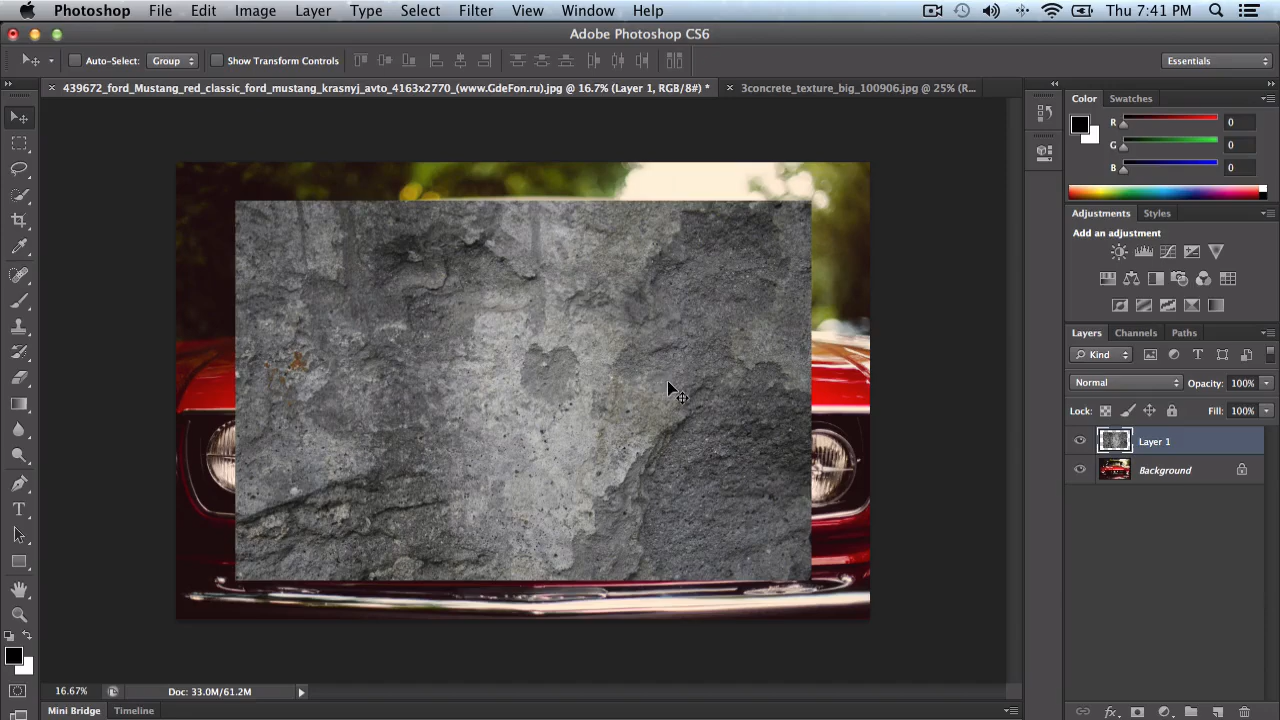 Photoshop File Edit Image Layer Type Select Filter View Window Help Thu 7:41 PM
Adobe Photoshop CS6
Auto-Select: Group Show Transform Controls Essentials
439672_ford_Mustang_red_classic_ford_mustang_krasnyj_avto_4163x2770_(www.GdeFon.ru).jpg @ 16.7% (Layer 1, RGB/8#) * 3concrete_texture_big_100906.jpg @ 25% (R...
Color Swatches
R 0
G 0
B 0
Adjustments Styles
Add an adjustment
Layers Channels Paths
Kind
Normal Opacity: 100%
Lock: Fill: 100%
Layer 1
Background
16.67% Doc: 33.0M/61.2M
Mini Bridge Timeline